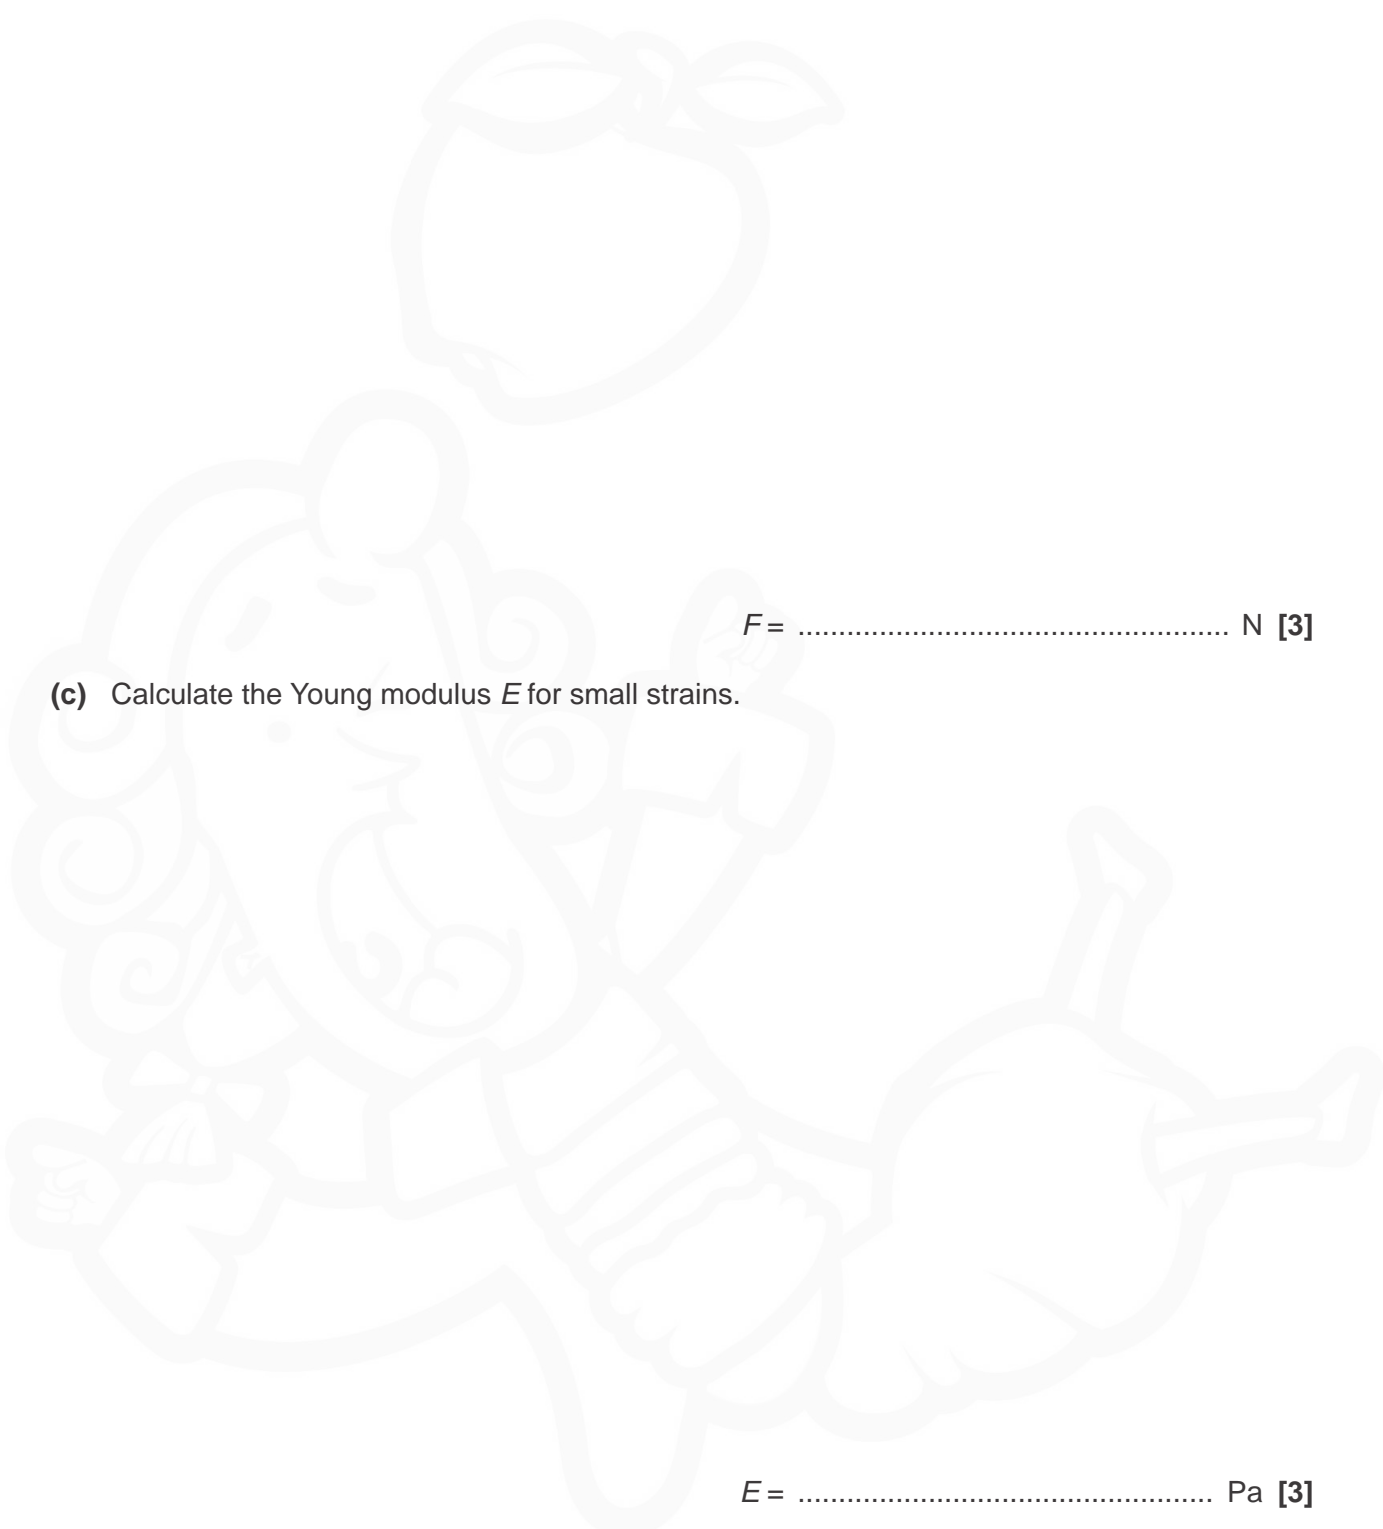 F = ..................................................... N [3]
(c) Calculate the Young modulus E for small strains.
E = ................................................... Pa [3]